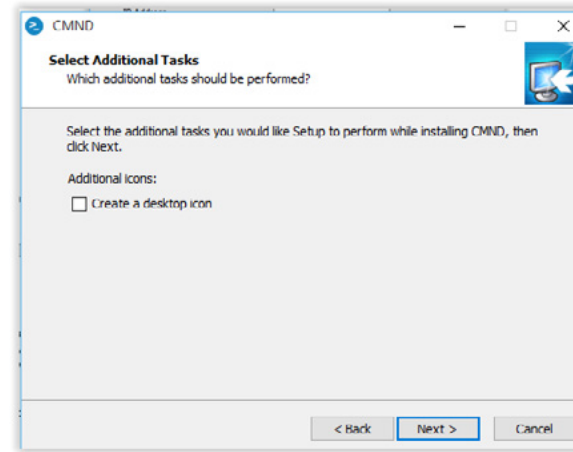 CMND
Select Additional Tasks
Which additional tasks should be performed?
Select the additional tasks you would like Setup to perform while installing CMND, then
click Next.
Additional icons:
Create a desktop icon
< Back Next > Cancel